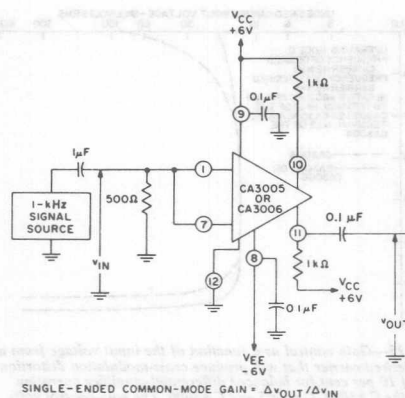 VCC
+6V
1kΩ
0.1μF
9
1μF
10
1
CA3005
OR
CA3006
0.1 μF
1-kHz
SIGNAL
SOURCE
500Ω
11
7
8
1kΩ
vIN
12
VCC
+6V
0.1μF
vOUT
VEE
-6V
SINGLE-ENDED COMMON-MODE GAIN = ΔvOUT/ΔvIN